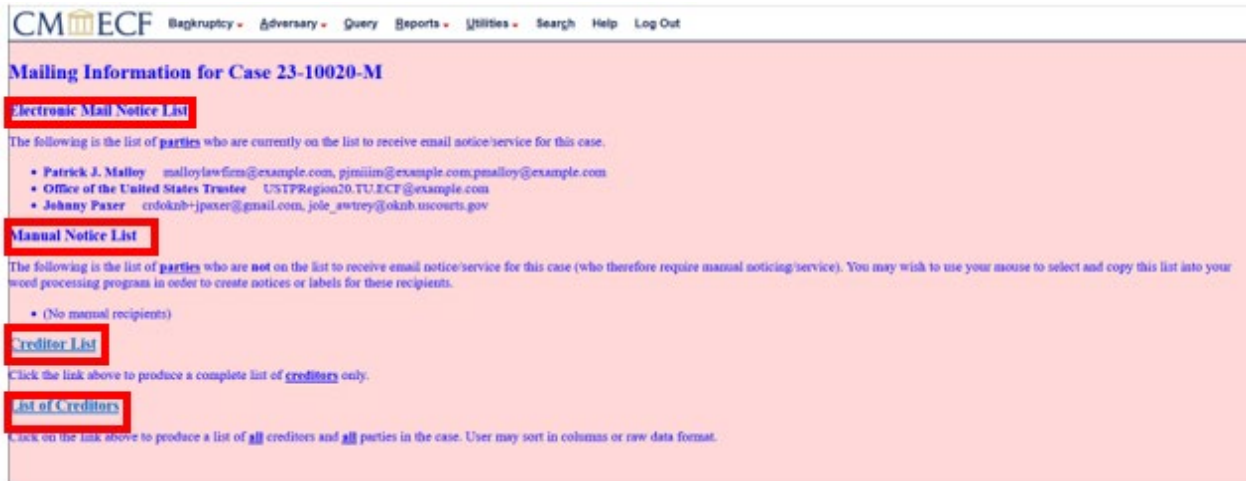 CM ECF Bankruptcy Adversary Query Reports Utilities Search Help Log Out
Mailing Information for Case 23-10020-M
Electronic Mail Notice List
The following is the list of parties who are currently on the list to receive email notice/service for this case.
• Patrick J. Malloy malloylawfirm@example.com, pjmiiim@example.com;pmalloy@example.com
• Office of the United States Trustee USTPRegion20.TU.ECF@example.com
• Johnny Paxer crdoknb+jpaxer@gmail.com, jole_awtrey@oknb.uscourts.gov
Manual Notice List
The following is the list of parties who are not on the list to receive email notice/service for this case (who therefore require manual noticing/service). You may wish to use your mouse to select and copy this list into your
word processing program in order to create notices or labels for these recipients.
• (No manual recipients)
Creditor List
Click the link above to produce a complete list of creditors only.
List of Creditors
Click on the link above to produce a list of all creditors and all parties in the case. User may sort in columns or raw data format.